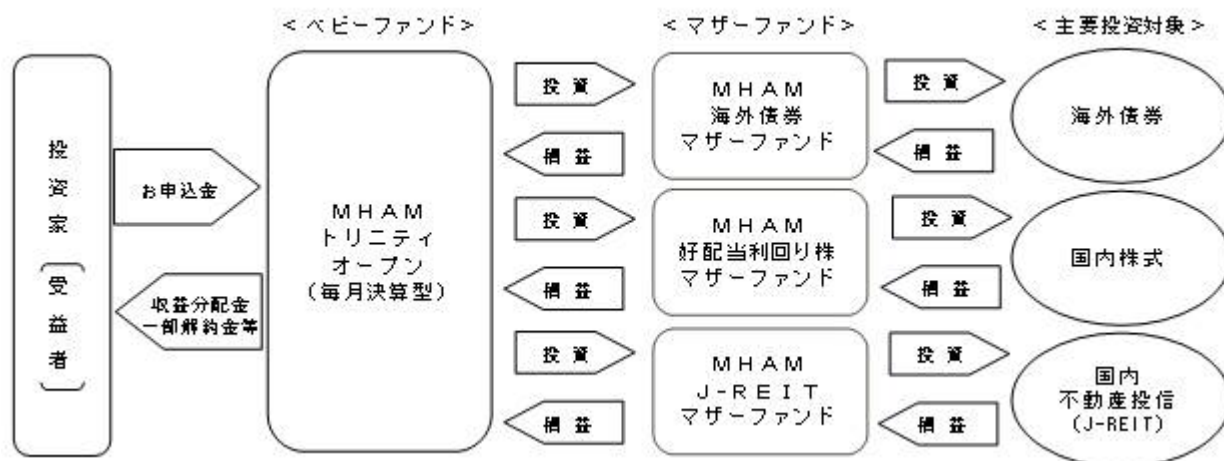 ＜ベビーファンド＞
＜マザーファンド＞
＜主要投資対象＞
投資家
（受益者）
お申込金
収益分配金
一部解約金等
ＭＨＡＭ
トリニティ
オープン
（毎月決算型）
投資
損益
投資
損益
投資
損益
ＭＨＡＭ
海外債券
マザーファンド
ＭＨＡＭ
好配当利回り株
マザーファンド
ＭＨＡＭ
Ｊ-ＲＥＩＴ
マザーファンド
投資
損益
投資
損益
投資
損益
海外債券
国内株式
国内
不動産投信
(J-REIT)